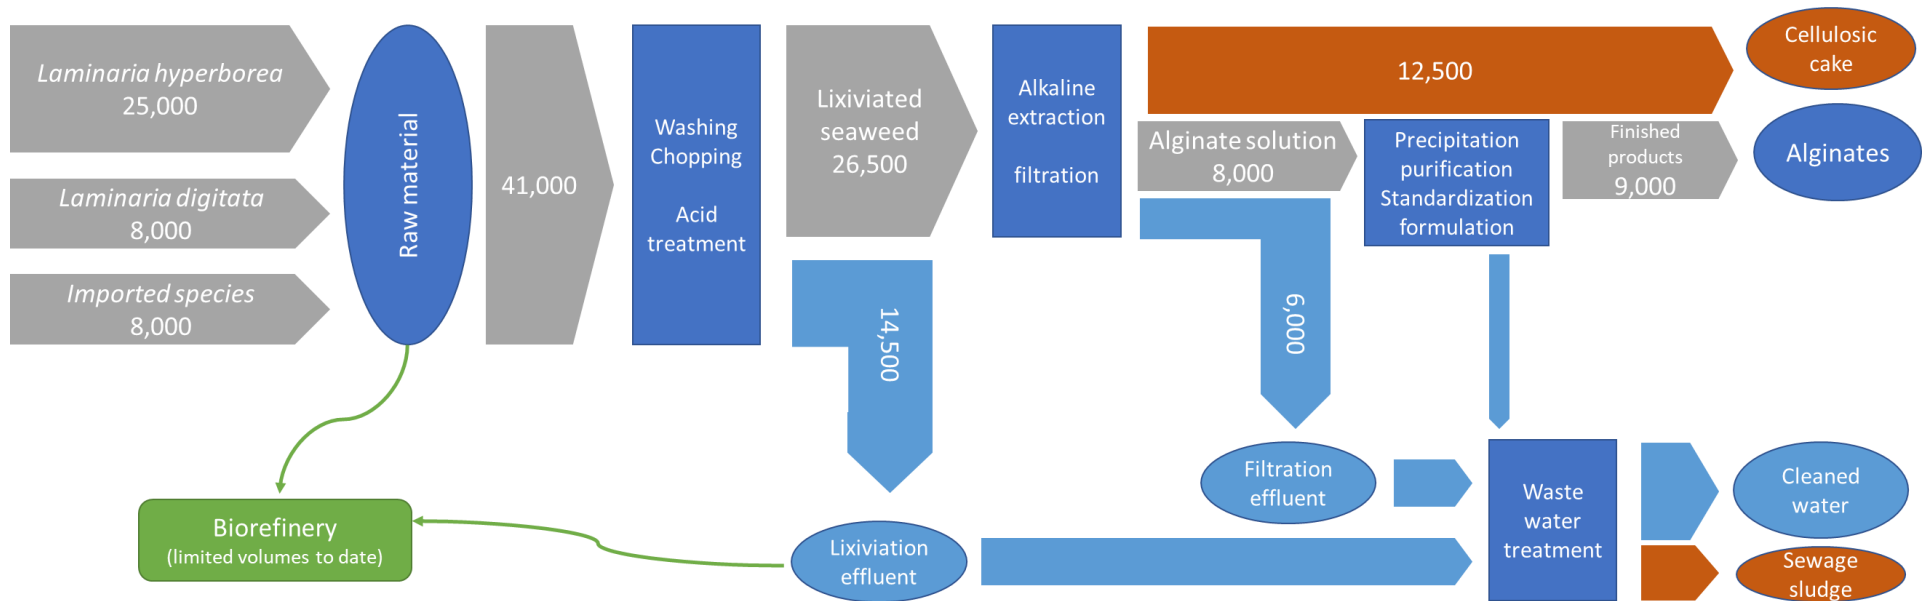 Laminaria hyperborea
25,000
Laminaria digitata
8,000
Imported species
8,000
Raw material
41,000
Washing
Chopping
Acid
treatment
Lixiviated
seaweed
26,500
14,500
Alkaline
extraction
filtration
12,500
Cellulosic
cake
Alginate solution
8,000
6,000
Precipitation
purification
Standardization
formulation
Finished
products
9,000
Alginates
Biorefinery
(limited volumes to date)
Lixiviation
effluent
Filtration
effluent
Waste
water
treatment
Cleaned
water
Sewage
sludge